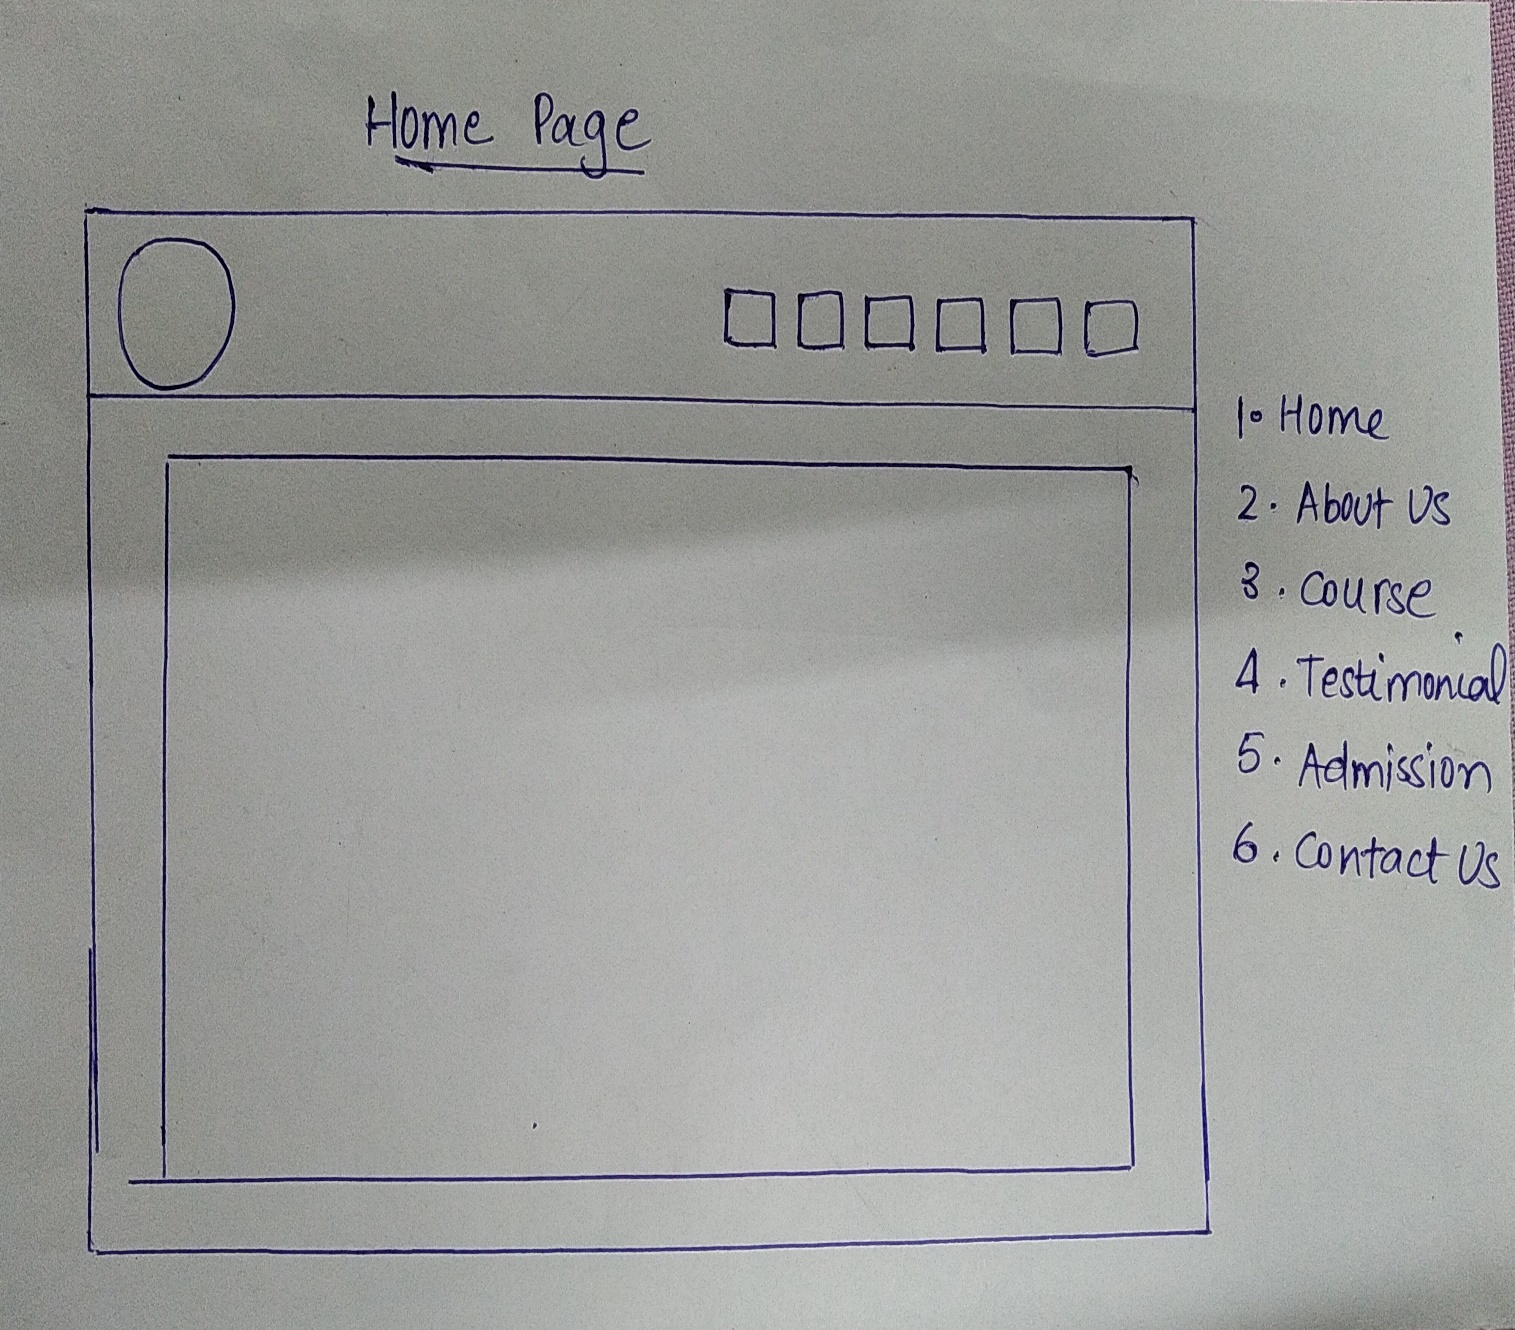 Home Page
1. Home
2. About Us
3. Course
4. Testimonial
5. Admission
6. Contact Us